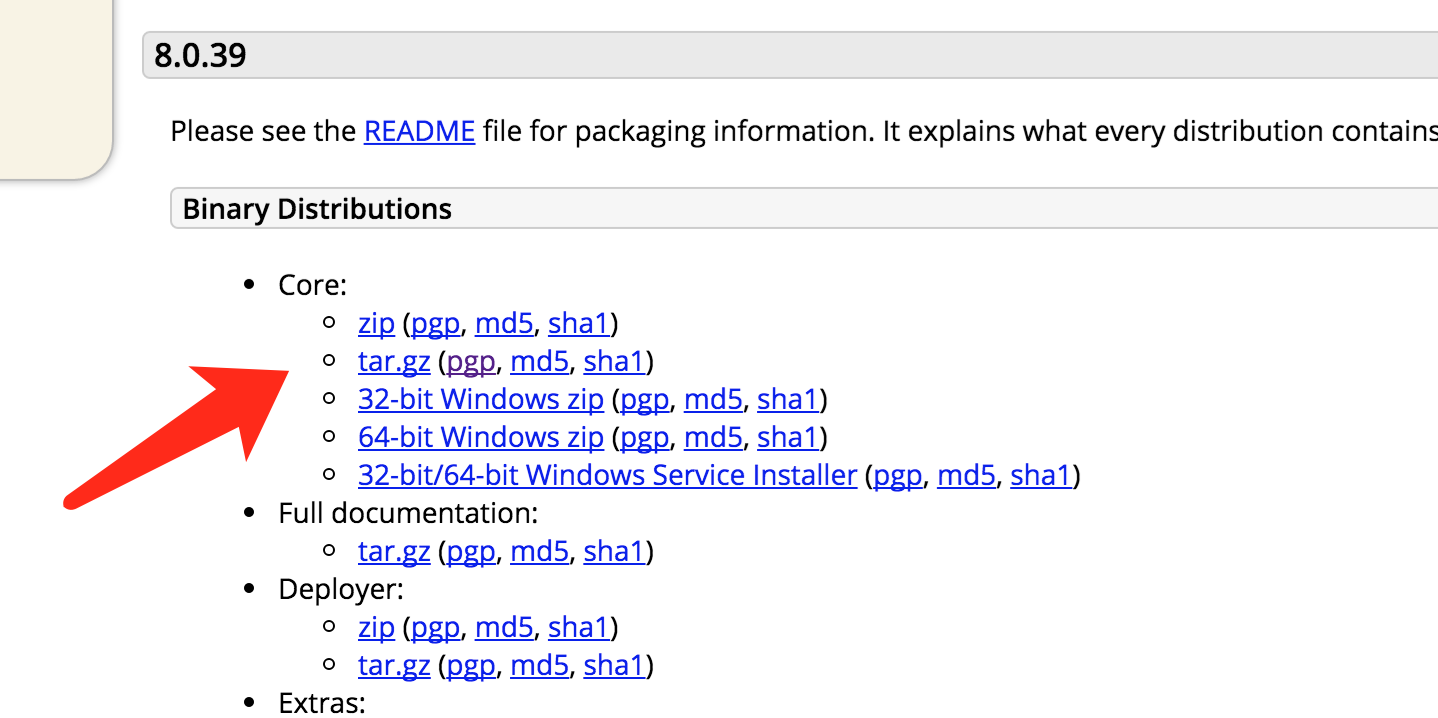 8.0.39
Please see the README file for packaging information. It explains what every distribution contains
Binary Distributions
Core:
zip (pgp, md5, sha1)
tar.gz (pgp, md5, sha1)
32-bit Windows zip (pgp, md5, sha1)
64-bit Windows zip (pgp, md5, sha1)
32-bit/64-bit Windows Service Installer (pgp, md5, sha1)
Full documentation:
tar.gz (pgp, md5, sha1)
Deployer:
zip (pgp, md5, sha1)
tar.gz (pgp, md5, sha1)
Extras: